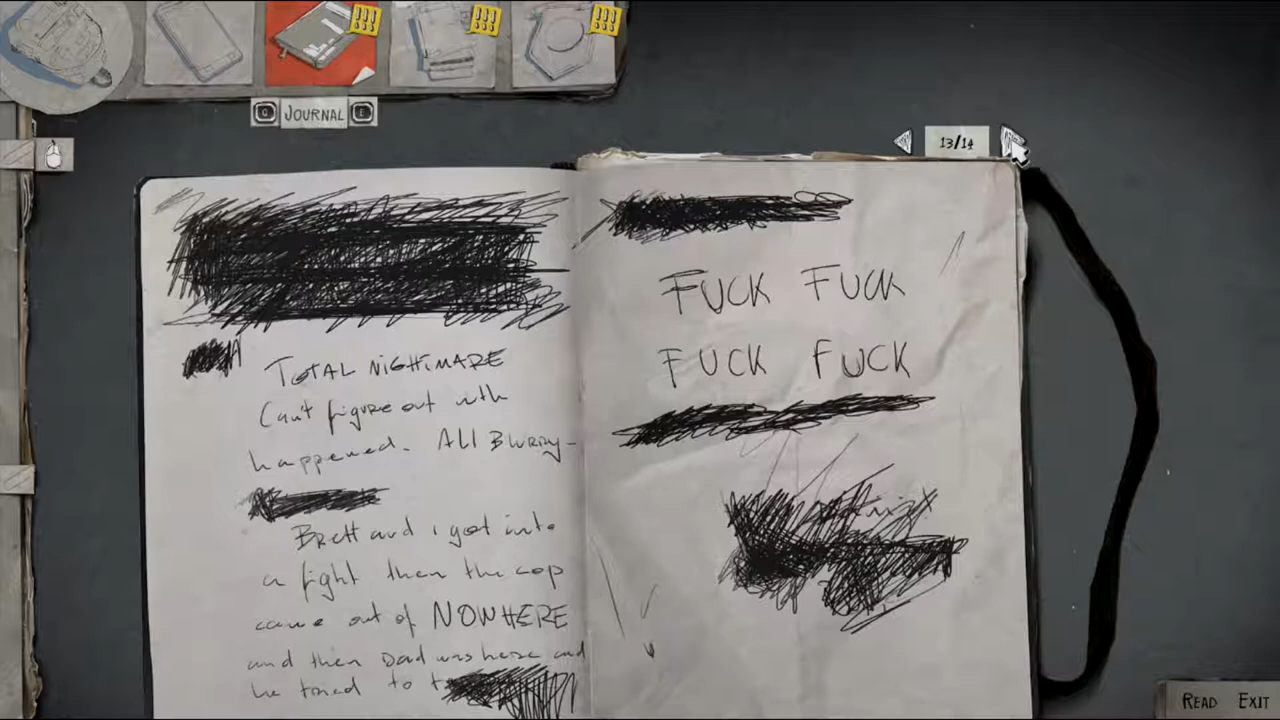 JOURNAL
13/14
TOTAL NIGHTMARE
Can't figure out wth
happened. All Blurry-
Brett and i got into
a fight then the cop
came out of NOWHERE
and then Dad was here and
he tried to
FUCK FUCK
FUCK FUCK
READ EXIT